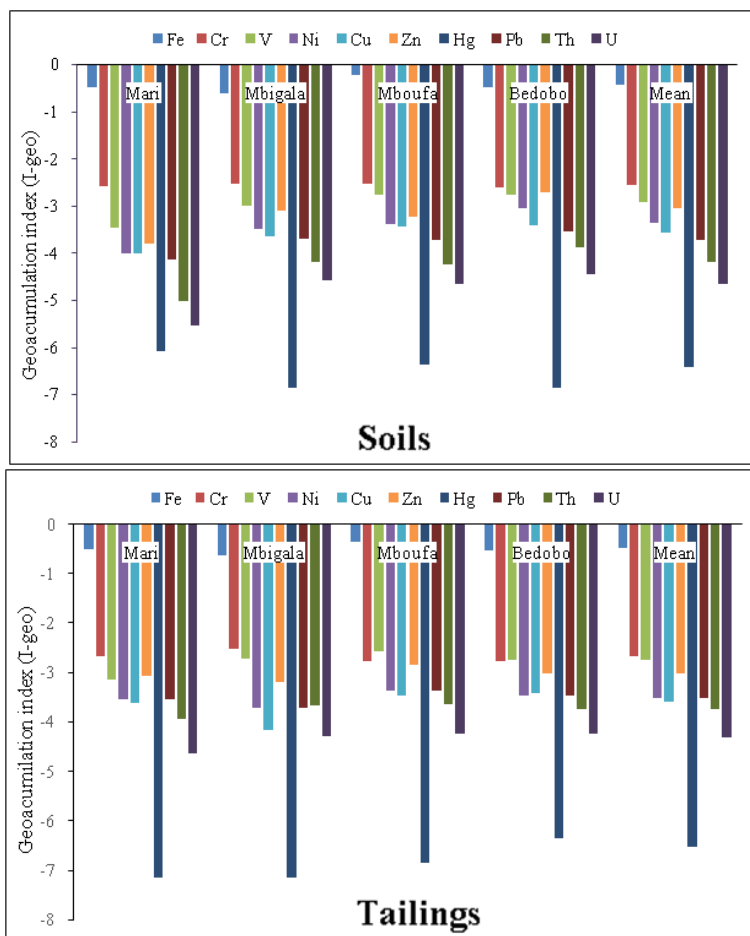 Fe Cr V Ni Cu Zn Hg Pb Th U
Geoacumulation index (I-geo)
0
-1
-2
-3
-4
-5
-6
-7
-8
Mari Mbigala Mboufa Bedobo Mean
Soils
Fe Cr V Ni Cu Zn Hg Pb Th U
Geoacumilation index (I-geo)
0
-1
-2
-3
-4
-5
-6
-7
-8
Mari Mbigala Mboufa Bedobo Mean
Tailings